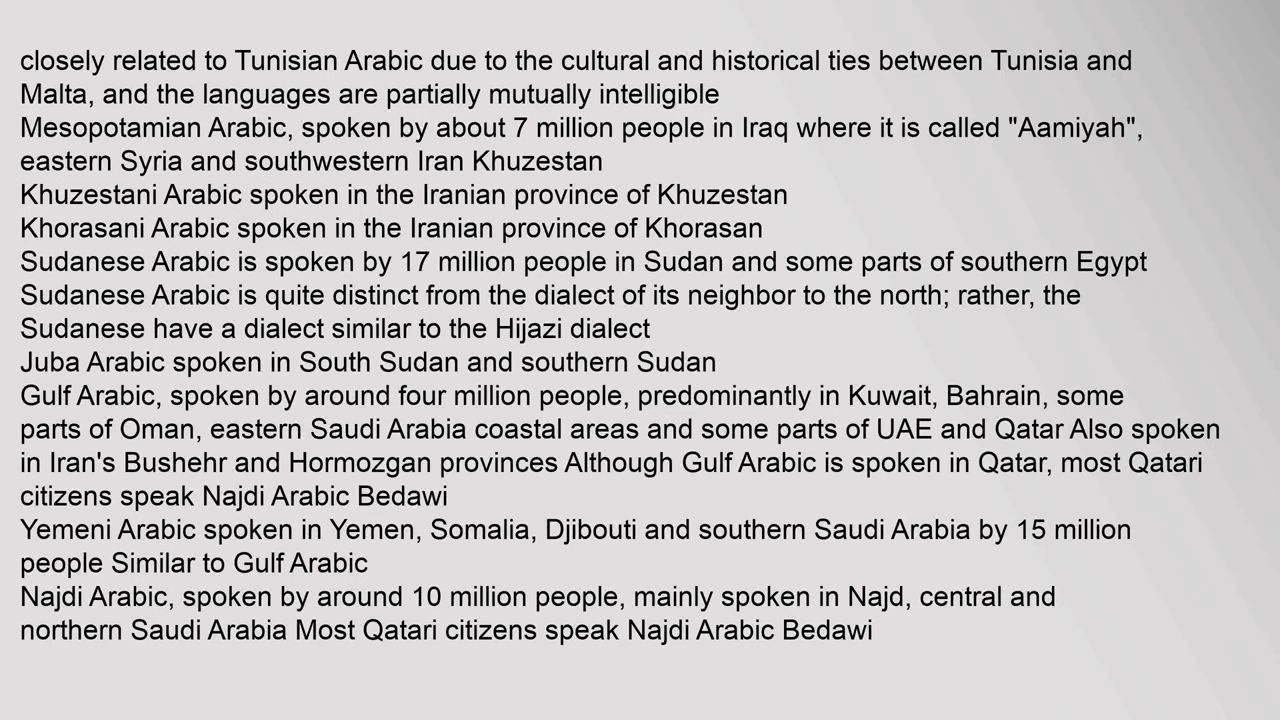 closely related to Tunisian Arabic due to the cultural and historical ties between Tunisia and
Malta, and the languages are partially mutually intelligible
Mesopotamian Arabic, spoken by about 7 million people in Iraq where it is called "Aamiyah",
eastern Syria and southwestern Iran Khuzestan
Khuzestani Arabic spoken in the Iranian province of Khuzestan
Khorasani Arabic spoken in the Iranian province of Khorasan
Sudanese Arabic is spoken by 17 million people in Sudan and some parts of southern Egypt
Sudanese Arabic is quite distinct from the dialect of its neighbor to the north; rather, the
Sudanese have a dialect similar to the Hijazi dialect
Juba Arabic spoken in South Sudan and southern Sudan
Gulf Arabic, spoken by around four million people, predominantly in Kuwait, Bahrain, some
parts of Oman, eastern Saudi Arabia coastal areas and some parts of UAE and Qatar Also spoken
in Iran's Bushehr and Hormozgan provinces Although Gulf Arabic is spoken in Qatar, most Qatari
citizens speak Najdi Arabic Bedawi
Yemeni Arabic spoken in Yemen, Somalia, Djibouti and southern Saudi Arabia by 15 million
people Similar to Gulf Arabic
Najdi Arabic, spoken by around 10 million people, mainly spoken in Najd, central and
northern Saudi Arabia Most Qatari citizens speak Najdi Arabic Bedawi